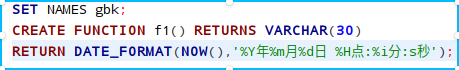 SET NAMES gbk;
CREATE FUNCTION f1() RETURNS VARCHAR(30)
RETURN DATE_FORMAT(NOW(),'%Y年%m月%d日 %H点:%i分:%s秒');